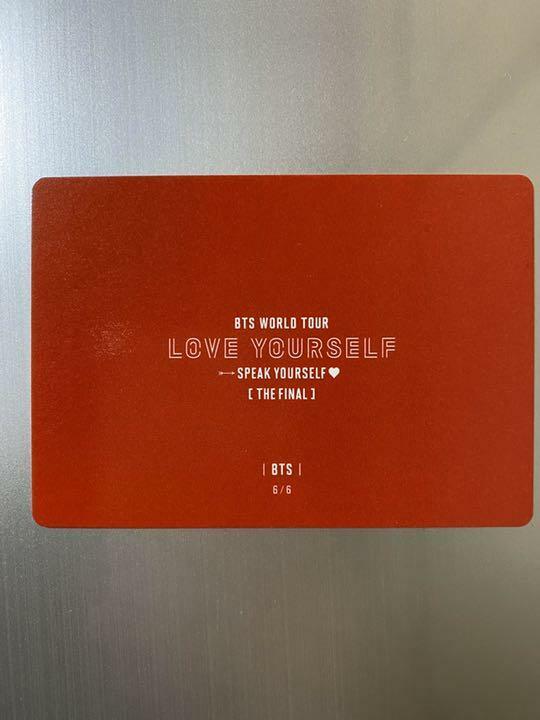 BTS WORLD TOUR
LOVE YOURSELF
SPEAK YOURSELF
[ THE FINAL ]
| BTS |
6/6